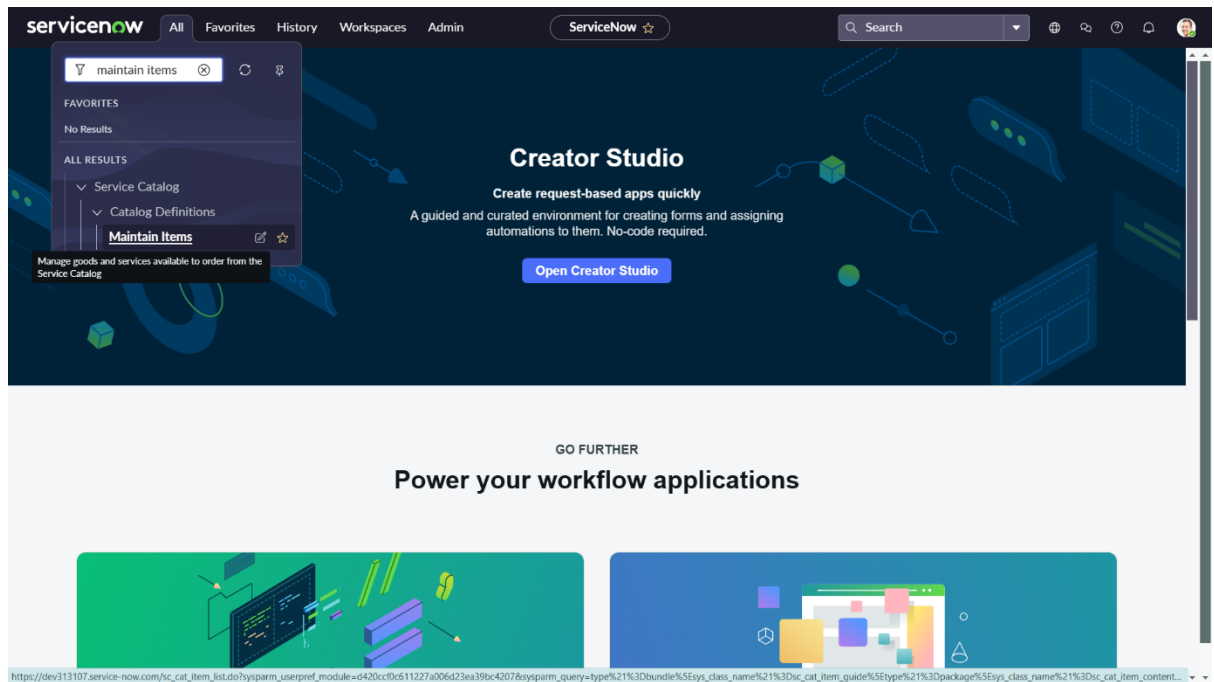 servicenow All Favorites History Workspaces Admin ServiceNow Search
maintain items
FAVORITES
No Results
ALL RESULTS
Service Catalog
Catalog Definitions
Maintain Items
Manage goods and services available to order from the
Service Catalog
Creator Studio
Create request-based apps quickly
A guided and curated environment for creating forms and assigning
automations to them. No-code required.
Open Creator Studio
GO FURTHER
Power your workflow applications
https://dev313107.service-now.com/sc_cat_item_list.do?sysparm_userpref_module=d420ccf0c611227a006d23ea39bc4207&sysparm_query=type%21%3Dbundle%5Esys_class_name%21%3Dsc_cat_item_guide%5Etype%21%3Dpackage%5Esys_class_name%21%3Dsc_cat_item_content...